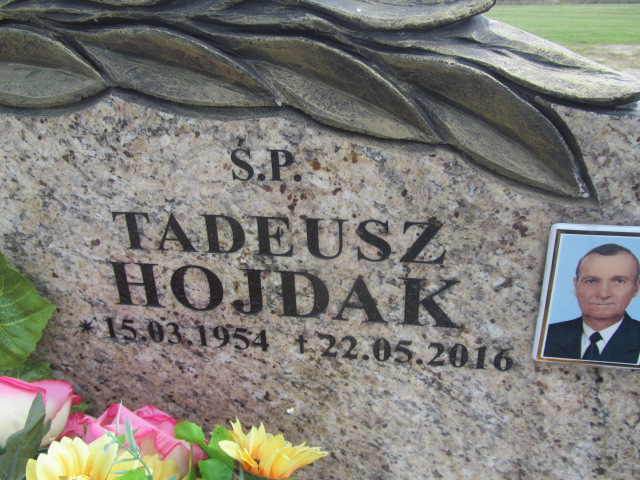 Ś.P.
TADEUSZ
HOJDAK
* 15.03.1954 † 22.05.2016